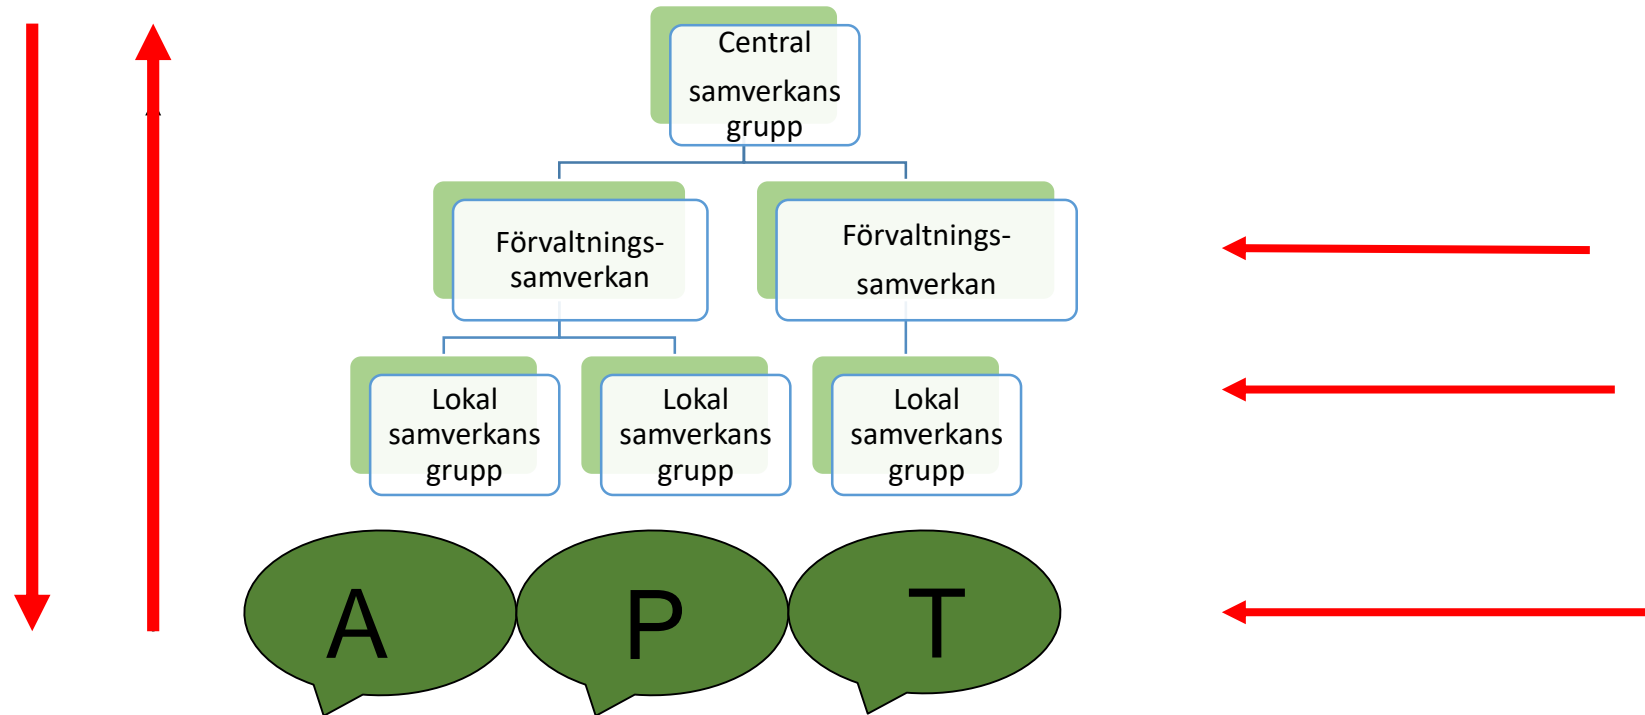 Central
samverkans
grupp
Förvaltnings-
samverkan
Förvaltnings-
samverkan
Lokal
samverkans
grupp
Lokal
samverkans
grupp
Lokal
samverkans
grupp
A P T